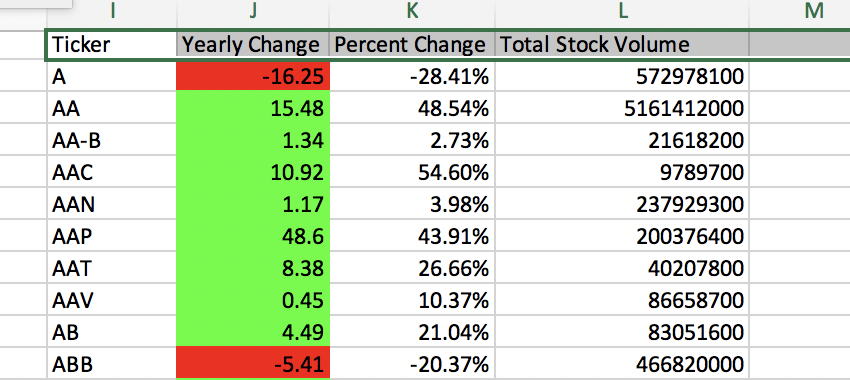 I J K L M
Ticker Yearly Change Percent Change Total Stock Volume
A -16.25 -28.41% 572978100
AA 15.48 48.54% 5161412000
AA-B 1.34 2.73% 21618200
AAC 10.92 54.60% 9789700
AAN 1.17 3.98% 237929300
AAP 48.6 43.91% 200376400
AAT 8.38 26.66% 40207800
AAV 0.45 10.37% 86658700
AB 4.49 21.04% 83051600
ABB -5.41 -20.37% 466820000